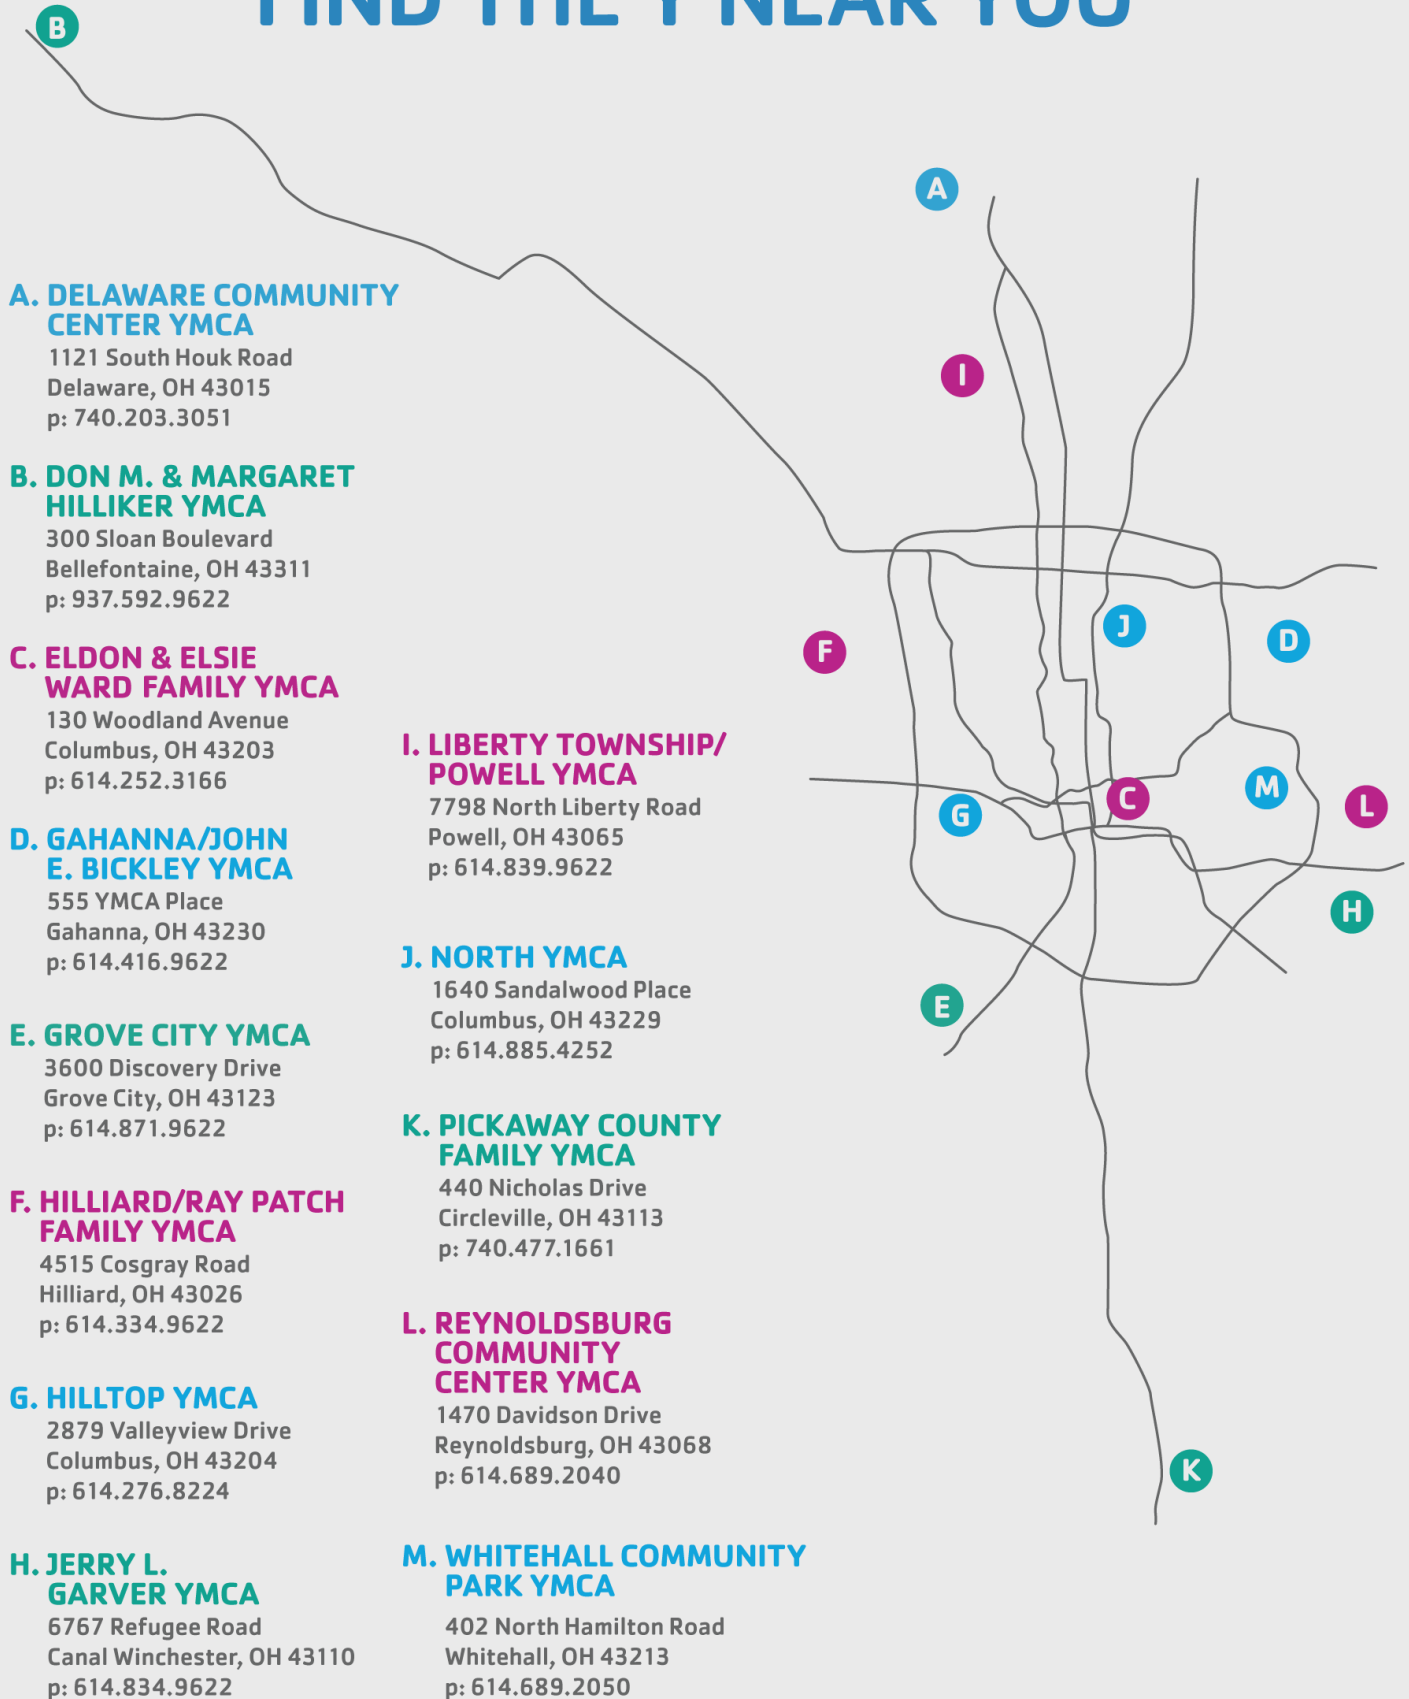 FIND THE Y NEAR YOU
B
A
I
J
D
F
C
M
G
L
H
E
K
A. DELAWARE COMMUNITY
CENTER YMCA
1121 South Houk Road
Delaware, OH 43015
p: 740.203.3051
B. DON M. & MARGARET
HILLIKER YMCA
300 Sloan Boulevard
Bellefontaine, OH 43311
p: 937.592.9622
C. ELDON & ELSIE
WARD FAMILY YMCA
130 Woodland Avenue
Columbus, OH 43203
p: 614.252.3166
D. GAHANNA/JOHN
E. BICKLEY YMCA
555 YMCA Place
Gahanna, OH 43230
p: 614.416.9622
E. GROVE CITY YMCA
3600 Discovery Drive
Grove City, OH 43123
p: 614.871.9622
F. HILLIARD/RAY PATCH
FAMILY YMCA
4515 Cosgray Road
Hilliard, OH 43026
p: 614.334.9622
G. HILLTOP YMCA
2879 Valleyview Drive
Columbus, OH 43204
p: 614.276.8224
H. JERRY L.
GARVER YMCA
6767 Refugee Road
Canal Winchester, OH 43110
p: 614.834.9622
I. LIBERTY TOWNSHIP/
POWELL YMCA
7798 North Liberty Road
Powell, OH 43065
p: 614.839.9622
J. NORTH YMCA
1640 Sandalwood Place
Columbus, OH 43229
p: 614.885.4252
K. PICKAWAY COUNTY
FAMILY YMCA
440 Nicholas Drive
Circleville, OH 43113
p: 740.477.1661
L. REYNOLDSBURG
COMMUNITY
CENTER YMCA
1470 Davidson Drive
Reynoldsburg, OH 43068
p: 614.689.2040
M. WHITEHALL COMMUNITY
PARK YMCA
402 North Hamilton Road
Whitehall, OH 43213
p: 614.689.2050